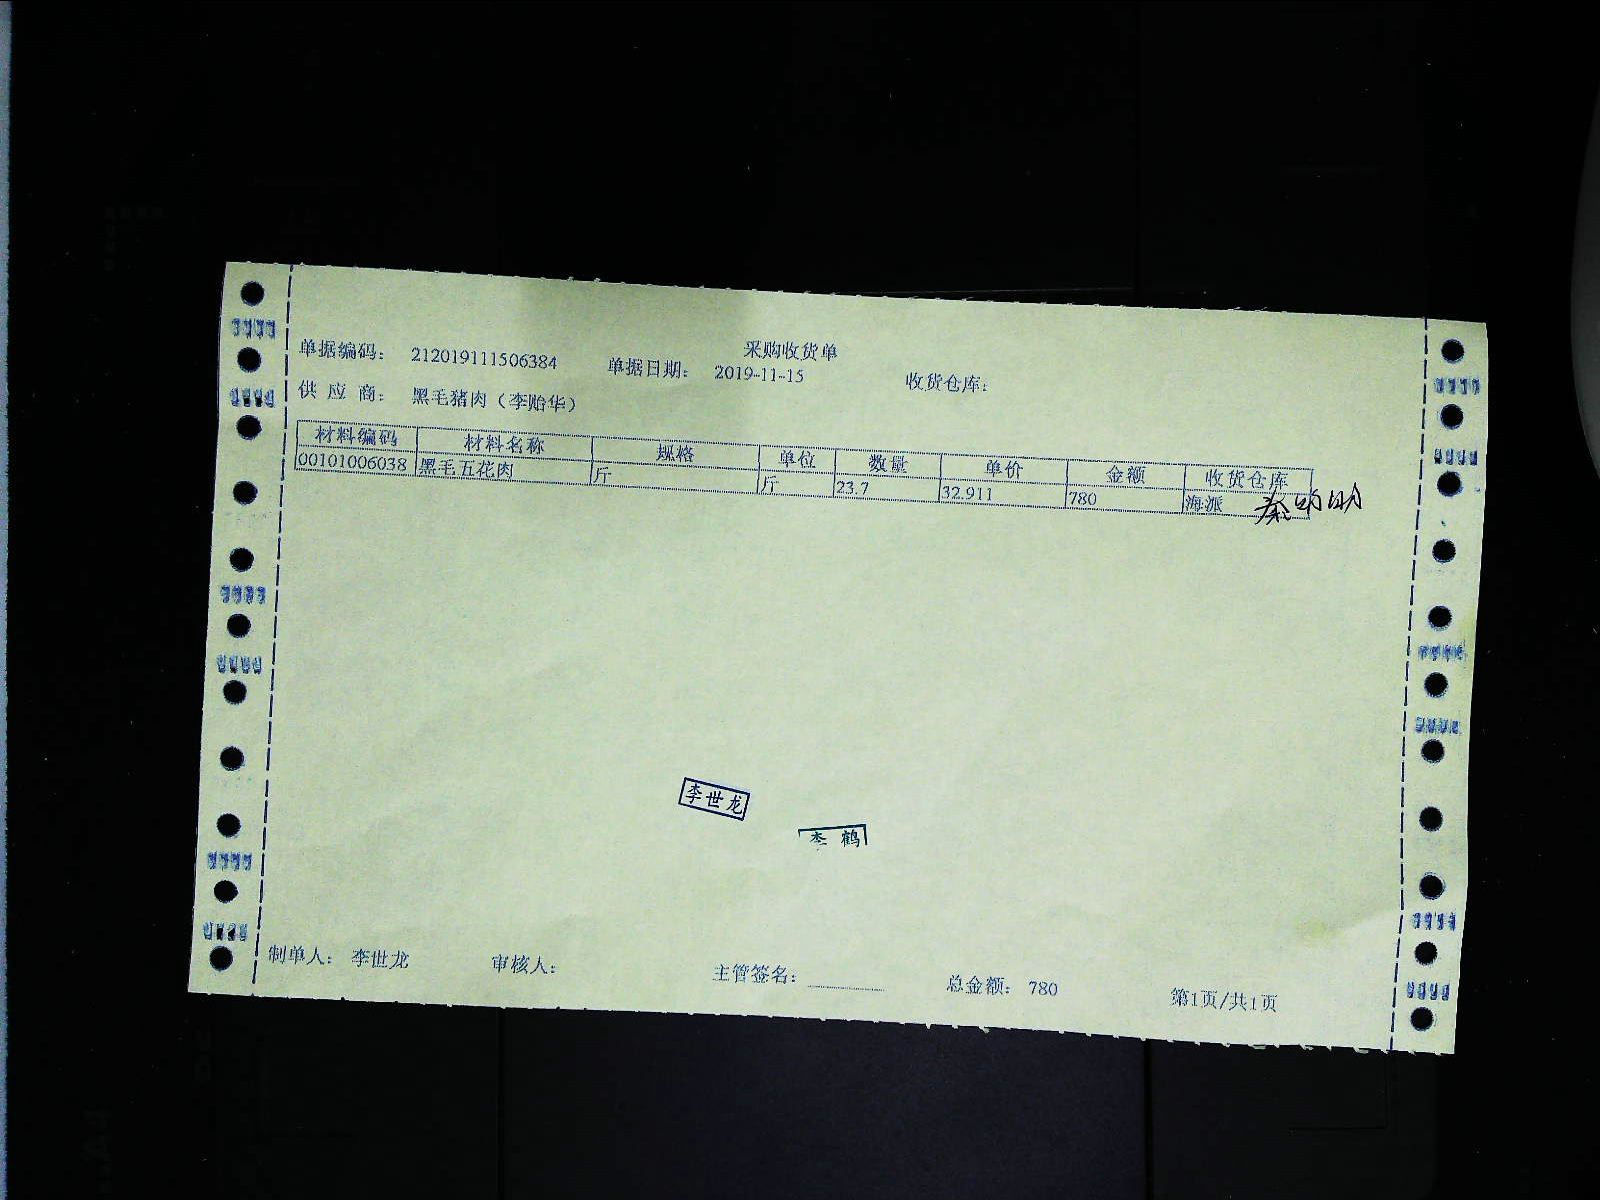 采购收货单
单据编码： 212019111506384 单据日期： 2019-11-15 收货仓库：
供 应 商： 黑毛猪肉（李贻华）
材料编码 材料名称 规格 单位 数量 单价 金额 收货仓库
00101006038 黑毛五花肉 斤 斤 23.7 32.911 780 海派
李世龙
李 鹤
制单人： 李世龙 审核人： 主管签名： 总金额： 780 第1页/共1页